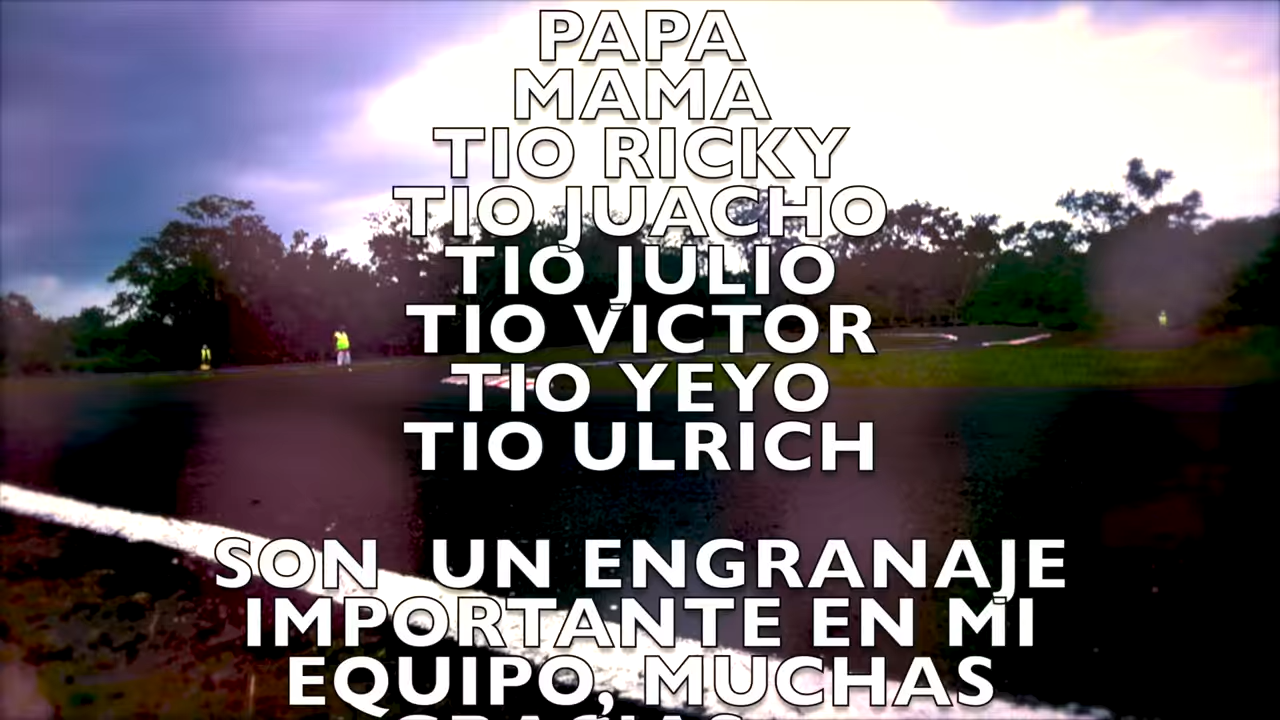 PAPA
MAMA
TIO RICKY
TIO JUACHO
TIO JULIO
TIO VICTOR
TIO YEYO
TIO ULRICH
SON UN ENGRANAJE
IMPORTANTE EN MI
EQUIPO, MUCHAS
GRACIAS